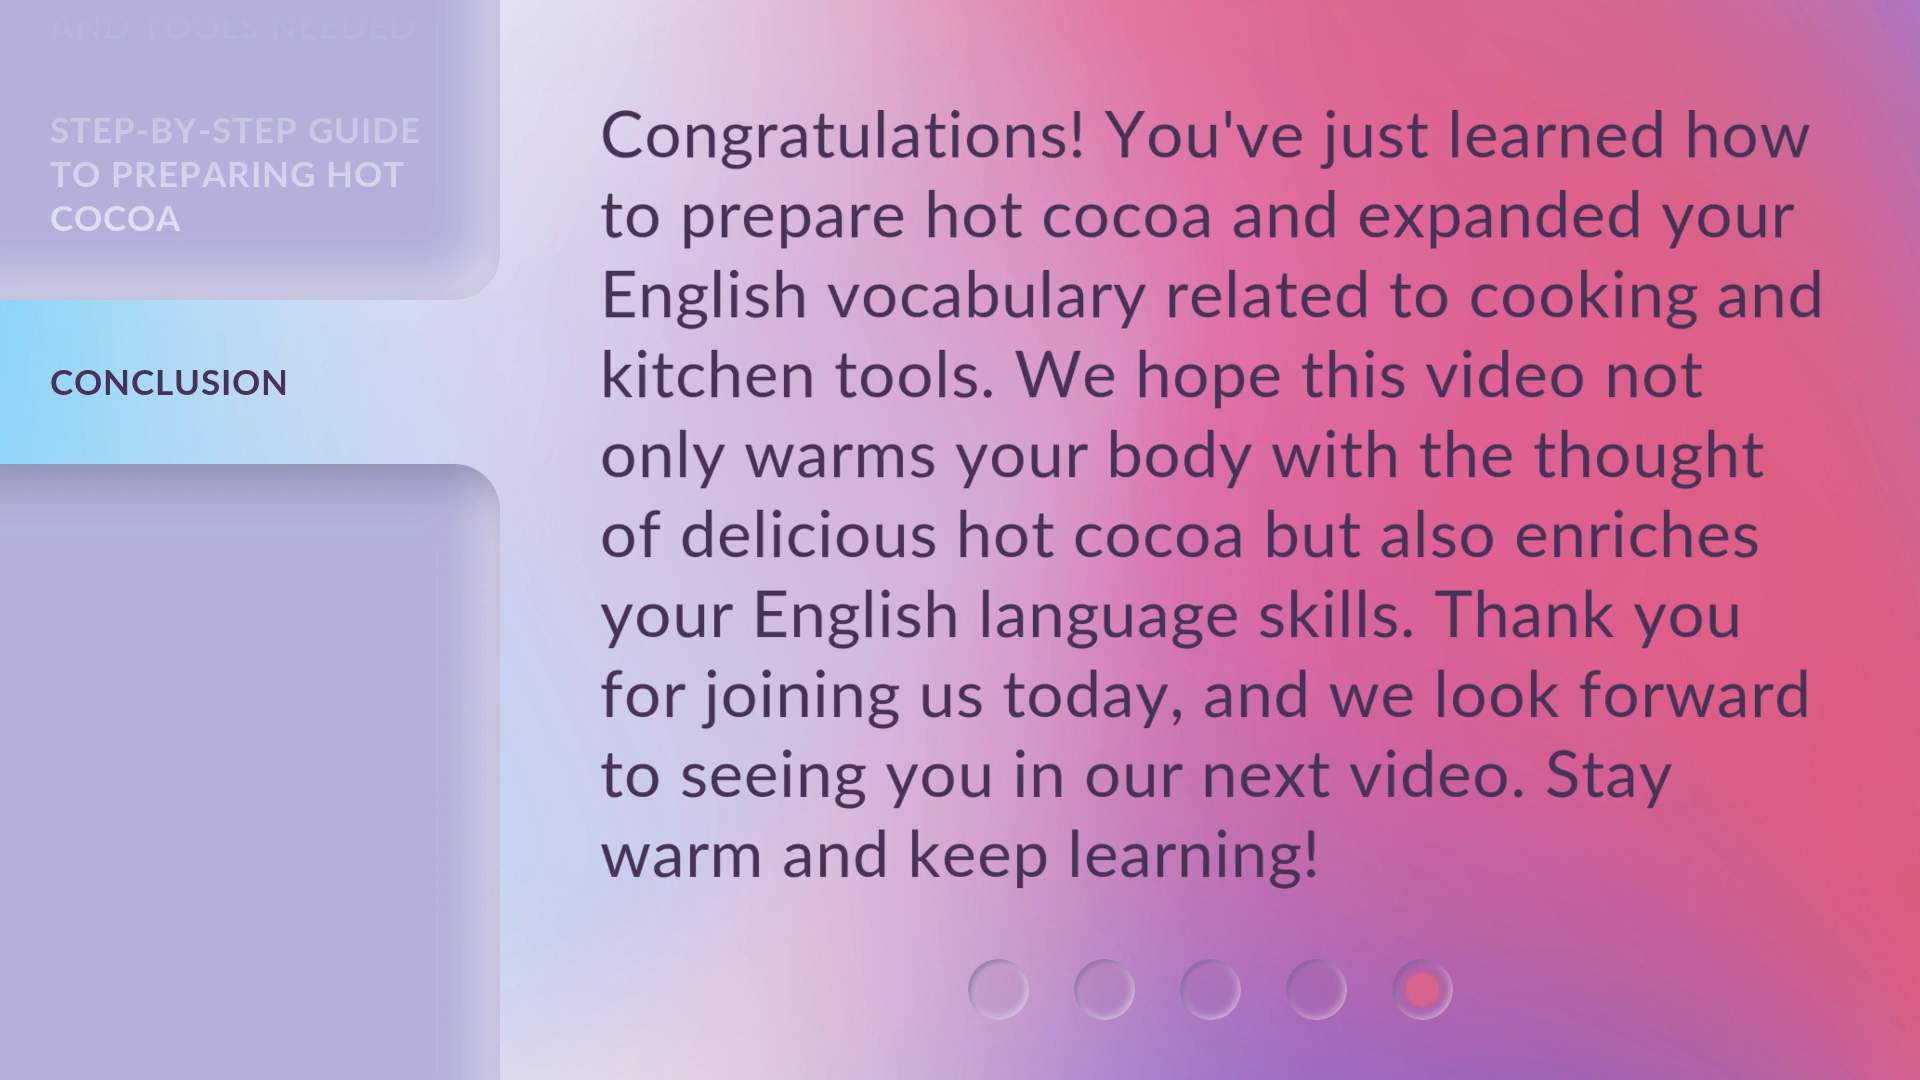 AND TOOLS NEEDED
STEP-BY-STEP GUIDE
TO PREPARING HOT
COCOA
CONCLUSION
Congratulations! You've just learned how
to prepare hot cocoa and expanded your
English vocabulary related to cooking and
kitchen tools. We hope this video not
only warms your body with the thought
of delicious hot cocoa but also enriches
your English language skills. Thank you
for joining us today, and we look forward
to seeing you in our next video. Stay
warm and keep learning!